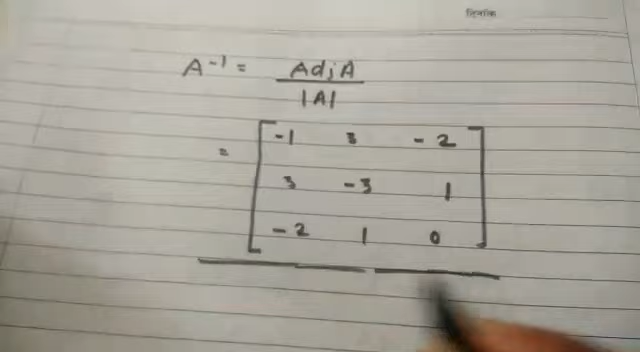 दिनांक
A⁻¹ = Adj A
|A|
= [ -1 3 -2
3 -3 1
-2 1 0 ]